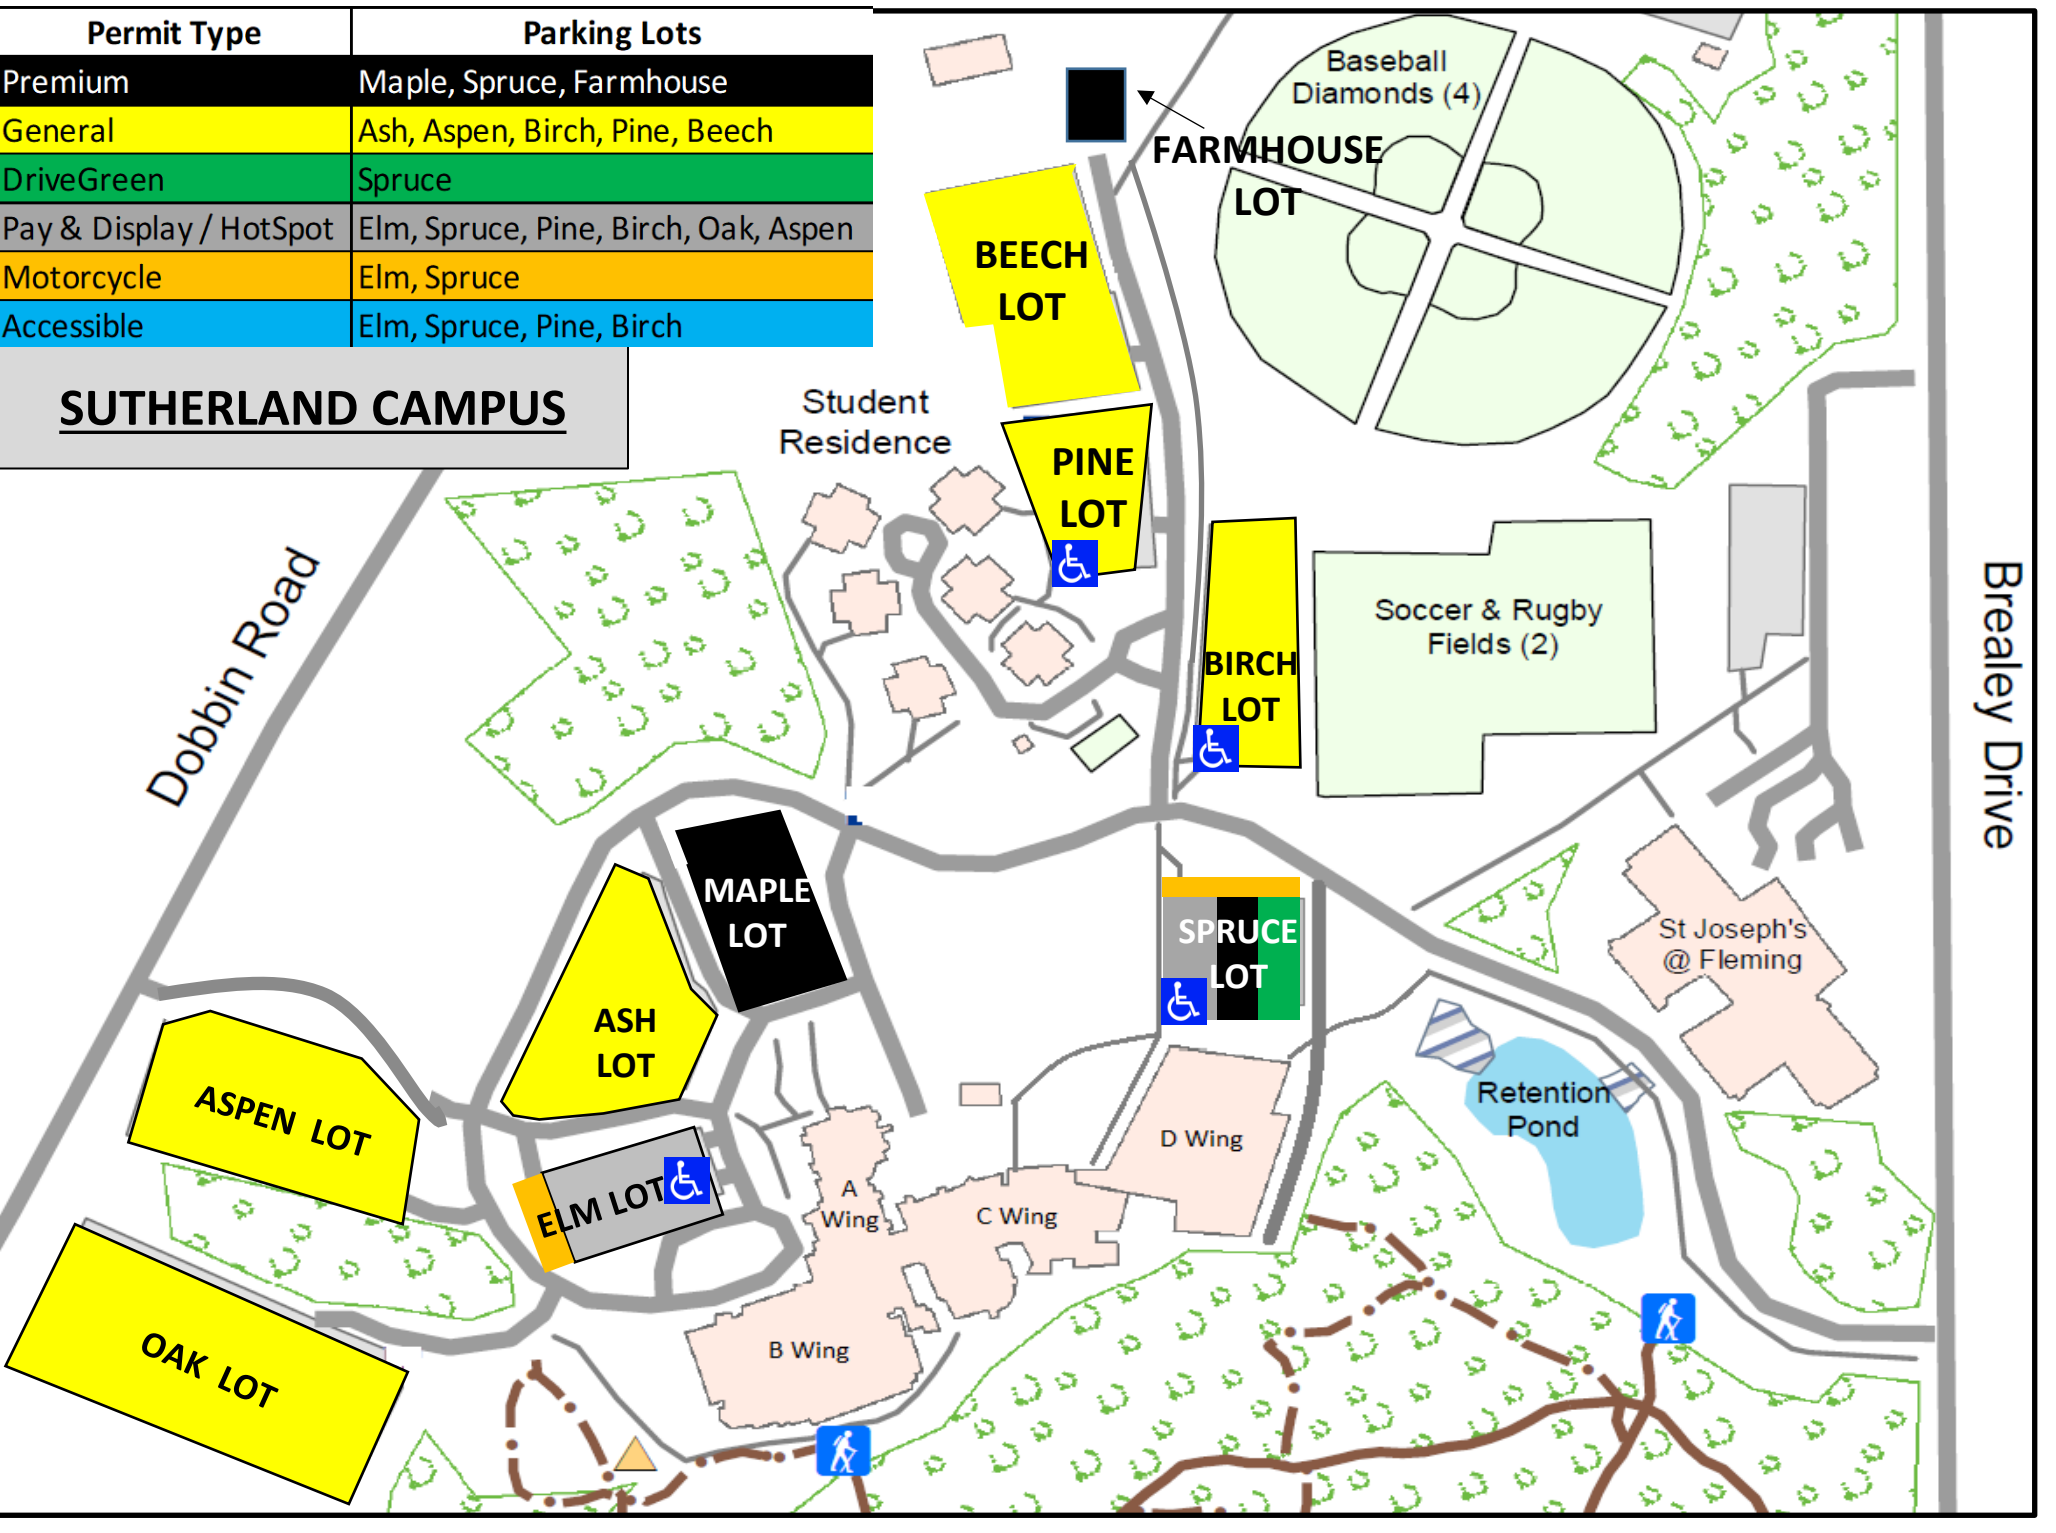 Permit Type Parking Lots
Premium Maple, Spruce, Farmhouse
General Ash, Aspen, Birch, Pine, Beech
DriveGreen Spruce
Pay & Display / HotSpot Elm, Spruce, Pine, Birch, Oak, Aspen
Motorcycle Elm, Spruce
Accessible Elm, Spruce, Pine, Birch
SUTHERLAND CAMPUS
Baseball
Diamonds (4)
FARMHOUSE
LOT
BEECH
LOT
Student
Residence
PINE
LOT
Dobbin Road
Soccer & Rugby
Fields (2)
BIRCH
LOT
Brealey Drive
MAPLE
LOT
SPRUCE
LOT
St Joseph's
@ Fleming
ASH
LOT
ASPEN LOT
Retention
Pond
D Wing
ELM LOT
A
Wing
C Wing
OAK LOT
B Wing